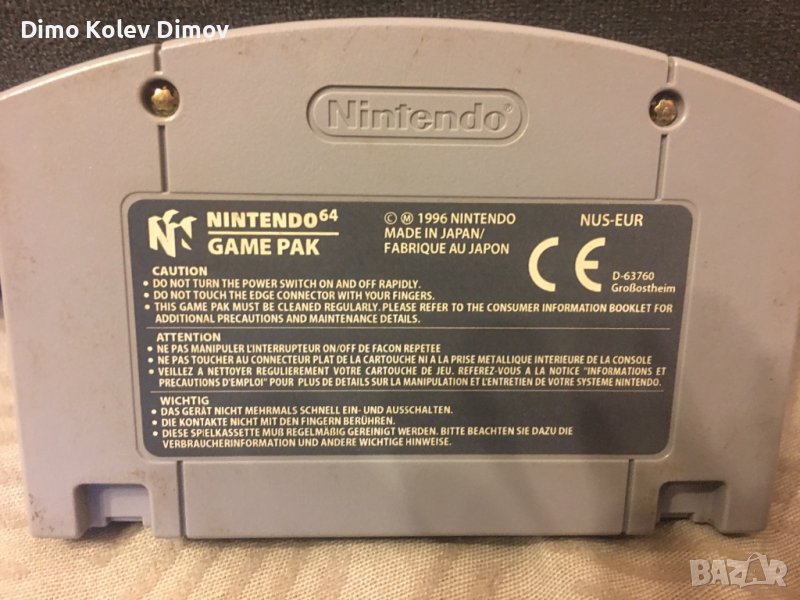 Dimo Kolev Dimov
Nintendo®
NINTENDO64
GAME PAK
© Ⓜ 1996 NINTENDO
MADE IN JAPAN/
FABRIQUE AU JAPON
NUS-EUR
CE
D-63760
Großostheim
CAUTION
• DO NOT TURN THE POWER SWITCH ON AND OFF RAPIDLY.
• DO NOT TOUCH THE EDGE CONNECTOR WITH YOUR FINGERS.
• THIS GAME PAK MUST BE CLEANED REGULARLY. PLEASE REFER TO THE CONSUMER INFORMATION BOOKLET FOR
ADDITIONAL PRECAUTIONS AND MAINTENANCE DETAILS.
ATTENTION
• NE PAS MANIPULER L'INTERRUPTEUR ON/OFF DE FACON REPETEE
• NE PAS TOUCHER AU CONNECTEUR PLAT DE LA CARTOUCHE NI A LA PRISE METALLIQUE INTERIEURE DE LA CONSOLE
• VEILLEZ A NETTOYER REGULIEREMENT VOTRE CARTOUCHE DE JEU. REFEREZ-VOUS A LA NOTICE "INFORMATIONS ET
PRECAUTIONS D'EMPLOI" POUR PLUS DE DETAILS SUR LA MANIPULATION ET L'ENTRETIEN DE VOTRE SYSTEME NINTENDO.
WICHTIG
• DAS GERÄT NICHT MEHRMALS SCHNELL EIN- UND AUSSCHALTEN.
• DIE KONTAKTE NICHT MIT DEN FINGERN BERÜHREN.
• DIESE SPIELKASSETTE MUß REGELMÄßIG GEREINIGT WERDEN. BITTE BEACHTEN SIE DAZU DIE
VERBRAUCHERINFORMATION UND ANDERE WICHTIGE HINWEISE.
BAZAR